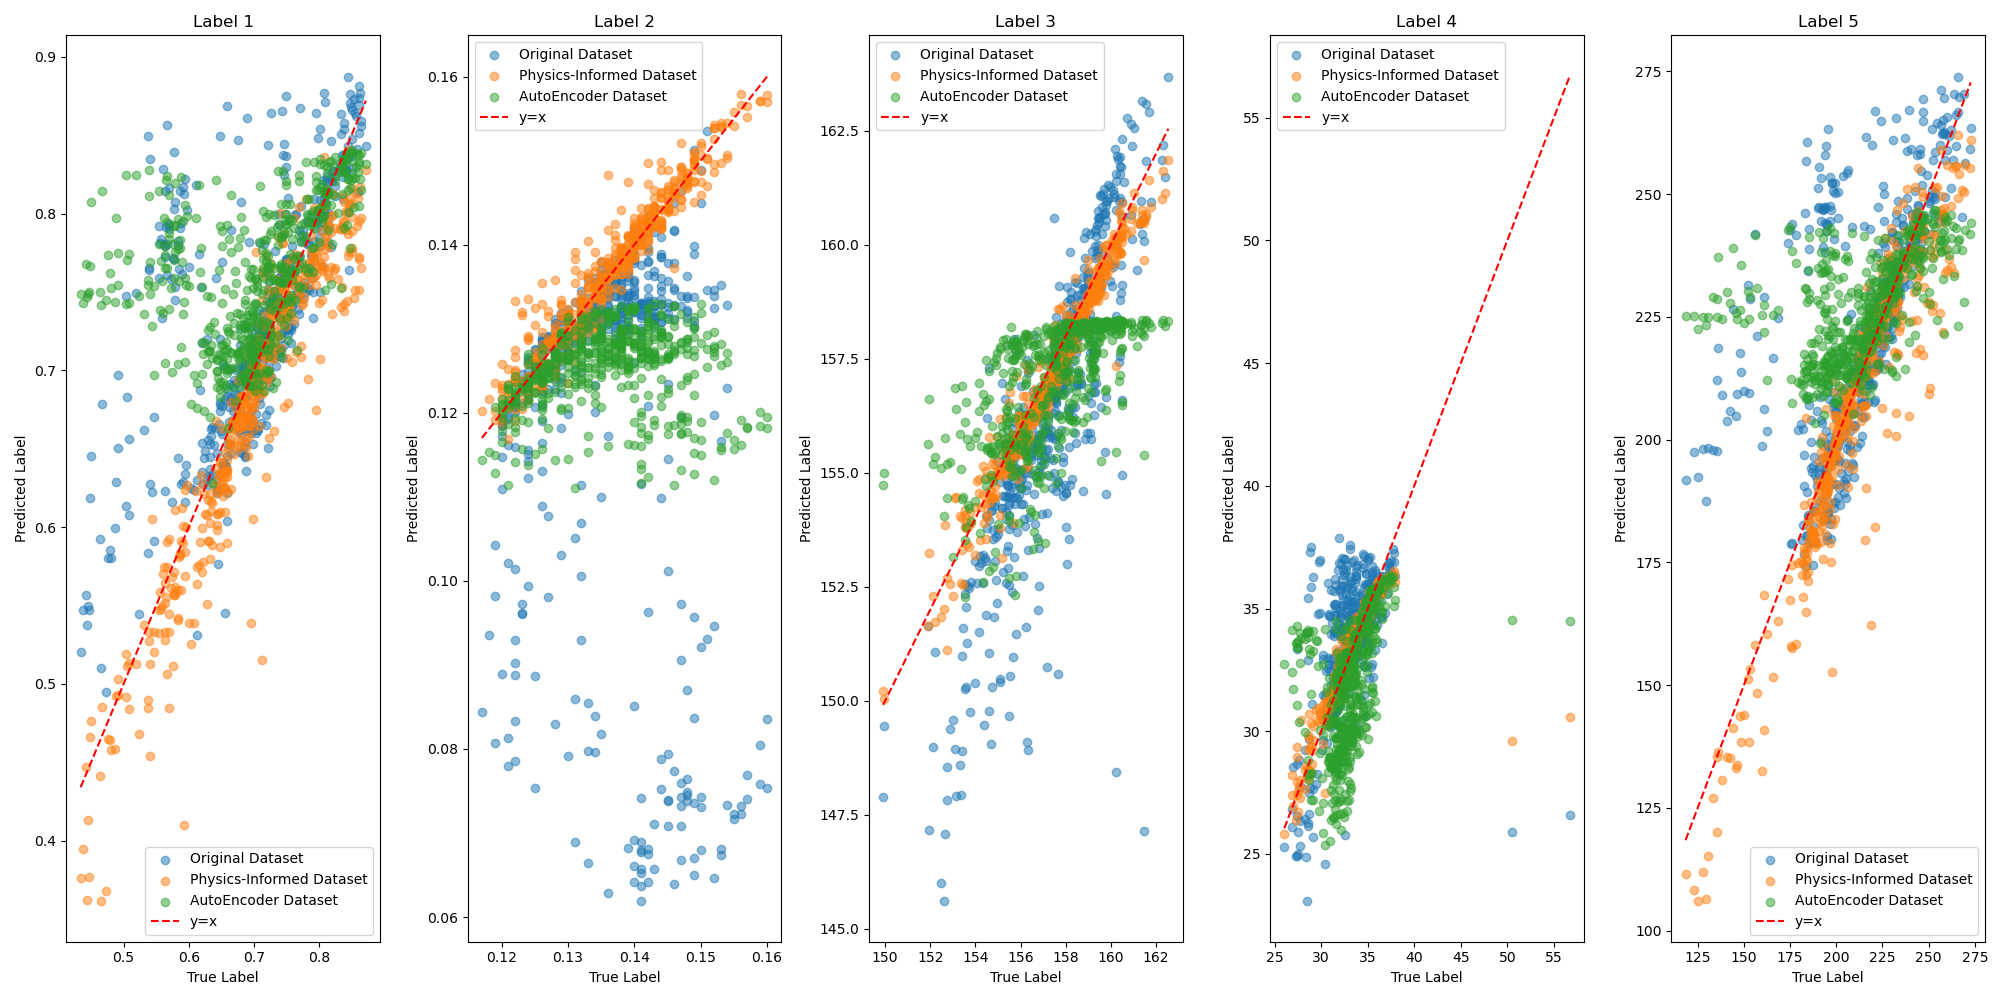 Label 1
0.9
0.8
0.7
0.6
0.5
0.4
Predicted Label
Original Dataset
Physics-Informed Dataset
AutoEncoder Dataset
y=x
0.5 0.6 0.7 0.8
True Label
Label 2
Original Dataset
Physics-Informed Dataset
AutoEncoder Dataset
y=x
0.16
0.14
0.12
0.10
0.08
0.06
Predicted Label
0.12 0.13 0.14 0.15 0.16
True Label
Label 3
Original Dataset
Physics-Informed Dataset
AutoEncoder Dataset
y=x
162.5
160.0
157.5
155.0
152.5
150.0
147.5
145.0
Predicted Label
150 152 154 156 158 160 162
True Label
Label 4
Original Dataset
Physics-Informed Dataset
AutoEncoder Dataset
y=x
55
50
45
40
35
30
25
Predicted Label
25 30 35 40 45 50 55
True Label
Label 5
275
250
225
200
175
150
125
100
Predicted Label
Original Dataset
Physics-Informed Dataset
AutoEncoder Dataset
y=x
125 150 175 200 225 250 275
True Label